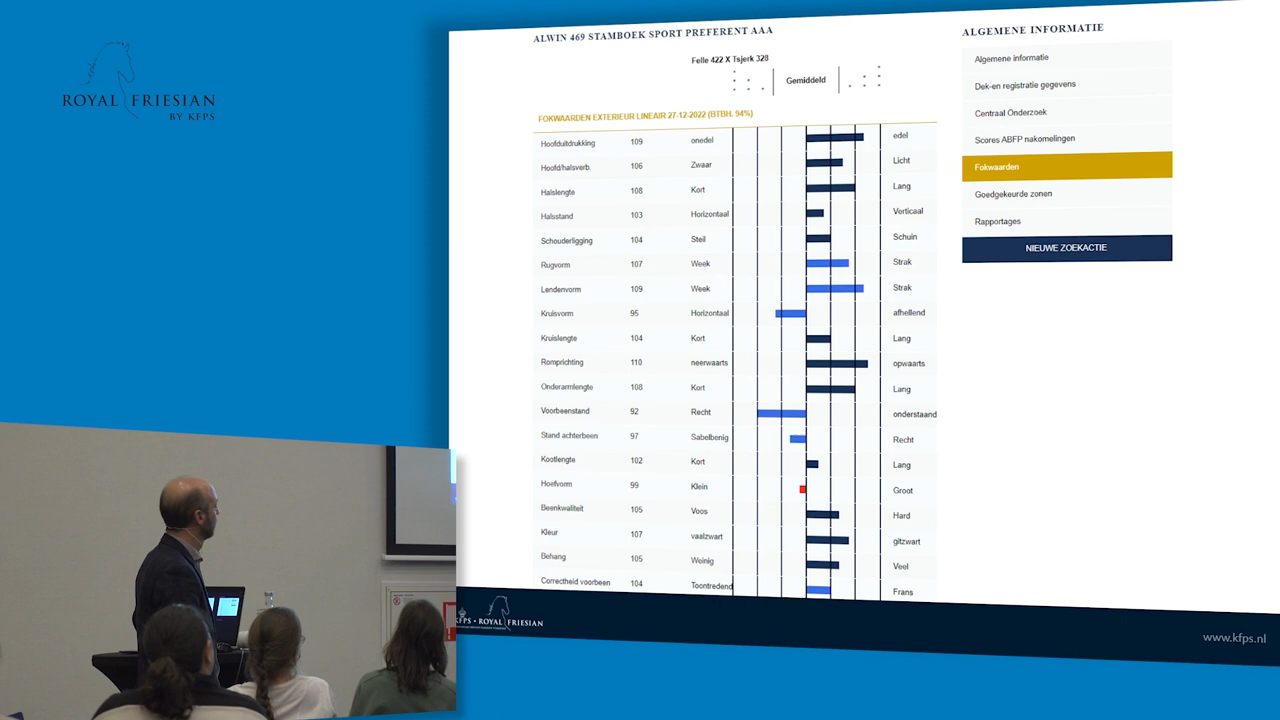 ROYAL FRIESIAN
BY KFPS
ALWIN 469 STAMBOEK SPORT PREFERENT AAA
Felle 422 X Tsjerk 328
Gemiddeld
FOKWAARDEN EXTERIEUR LINEAIR 27-12-2022 (BTBH. 94%)
Hoofduitdrukking 109 onedel edel
Hoofd/halsverb. 106 Zwaar Licht
Halslengte 108 Kort Lang
Halsstand 103 Horizontaal Verticaal
Schouderligging 104 Steil Schuin
Rugvorm 107 Week Strak
Lendenvorm 109 Week Strak
Kruisvorm 95 Horizontaal afhellend
Kruislengte 104 Kort Lang
Romprichting 110 neerwaarts opwaarts
Onderarmlengte 108 Kort Lang
Voorbeenstand 92 Recht onderstaand
Stand achterbeen 97 Sabelbenig Recht
Kootlengte 102 Kort Lang
Hoefvorm 99 Klein Groot
Beenkwaliteit 105 Voos Hard
Kleur 107 vaalzwart gitzwart
Behang 105 Weinig Veel
Correctheid voorbeen 104 Toontredend Frans
ALGEMENE INFORMATIE
Algemene informatie
Dek-en registratie gegevens
Centraal Onderzoek
Scores ABFP nakomelingen
Fokwaarden
Goedgekeurde zonen
Rapportages
NIEUWE ZOEKACTIE
KFPS • ROYAL FRIESIAN
www.kfps.nl